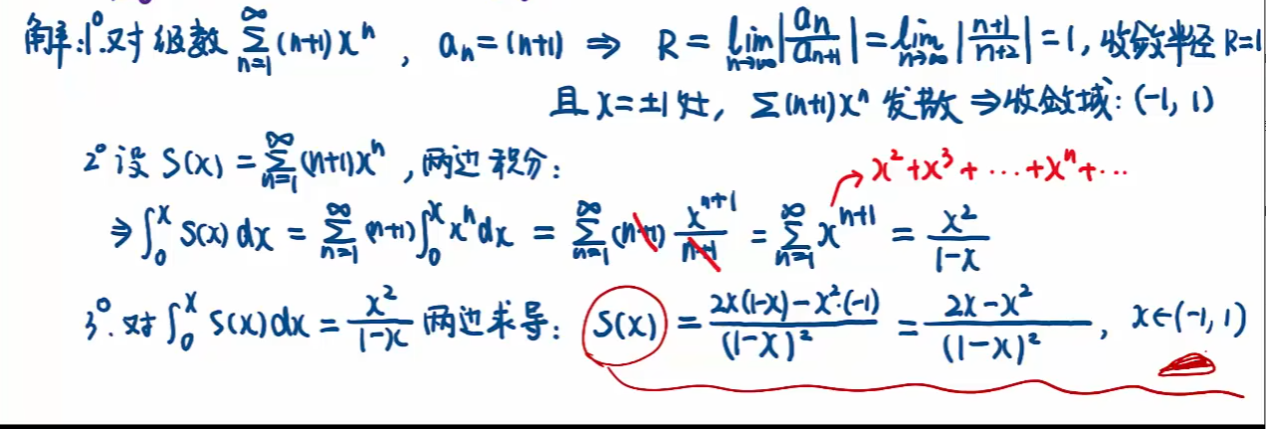 解:1°.对级数 $\sum_{n=1}^{\infty}(n+1)x^n$ , $a_n=(n+1)$ ⇒ $R=\lim_{n\to\infty}\left|\frac{a_n}{a_{n+1}}\right|=\lim_{n\to\infty}\left|\frac{n+1}{n+2}\right|=1$, 收敛半径 R=1
且 x=±1处, $\sum(n+1)x^n$ 发散 ⇒收敛域: (-1, 1)
2° 设 $S(x)=\sum_{n=1}^{\infty}(n+1)x^n$ , 两边积分:
$x^2+x^3+\cdots+x^n+\cdots$
⇒ $\int_0^x S(x)dx=\sum_{n=1}^{\infty}(n+1)\int_0^x x^n dx=\sum_{n=1}^{\infty}(n+1)\frac{x^{n+1}}{n+1}=\sum_{n=1}^{\infty}x^{n+1}=\frac{x^2}{1-x}$
3°. 对 $\int_0^x S(x)dx=\frac{x^2}{1-x}$ 两边求导: $S(x)=\frac{2x(1-x)-x^2\cdot(-1)}{(1-x)^2}=\frac{2x-x^2}{(1-x)^2}$, $x\in(-1,1)$